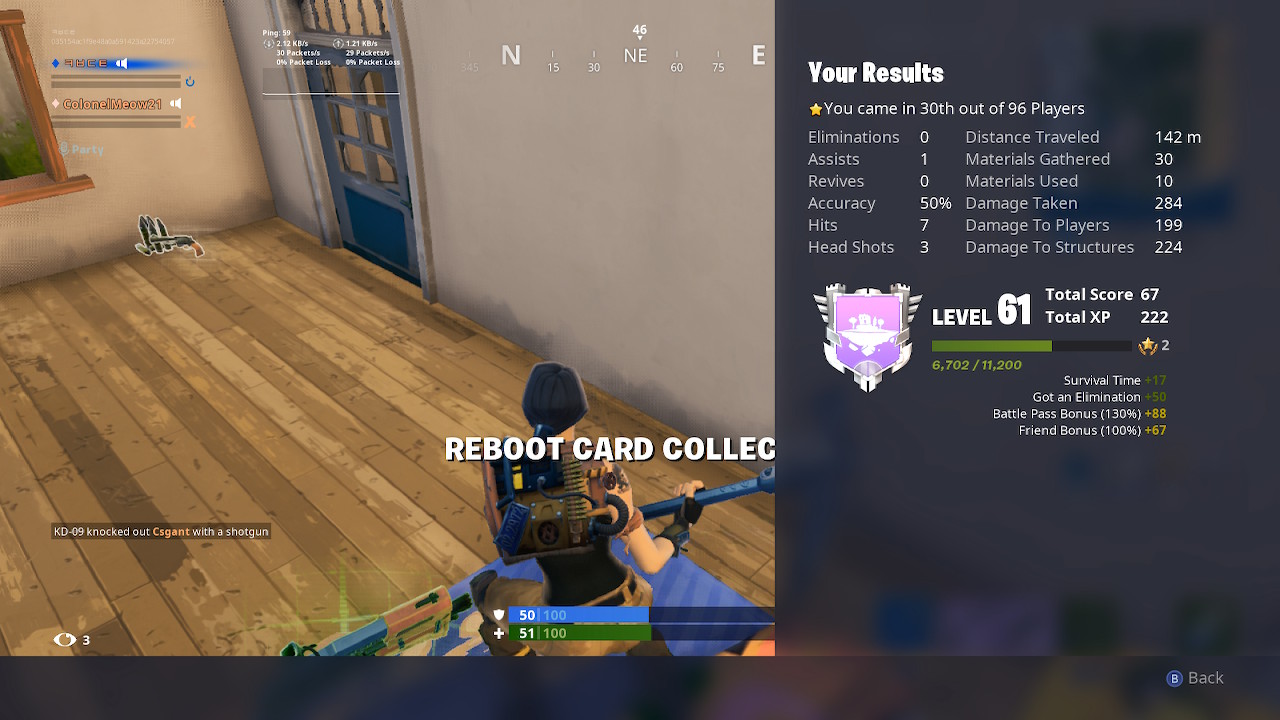 Ping: 59
2.12 KB/s 1.21 KB/s
30 Packets/s 29 Packets/s
0% Packet Loss 0% Packet Loss
ㅋㅂㄷㅌ
ColonelMeow21
Party
46
345 N 15 30 NE 60 75 E
REBOOT CARD COLLEC
KD-09 knocked out Csgant with a shotgun
3
50 100
51 100
Your Results
You came in 30th out of 96 Players
Eliminations 0 Distance Traveled 142 m
Assists 1 Materials Gathered 30
Revives 0 Materials Used 10
Accuracy 50% Damage Taken 284
Hits 7 Damage To Players 199
Head Shots 3 Damage To Structures 224
LEVEL 61
Total Score 67
Total XP 222
2
6,702 / 11,200
Survival Time +17
Got an Elimination +50
Battle Pass Bonus (130%) +88
Friend Bonus (100%) +67
B Back